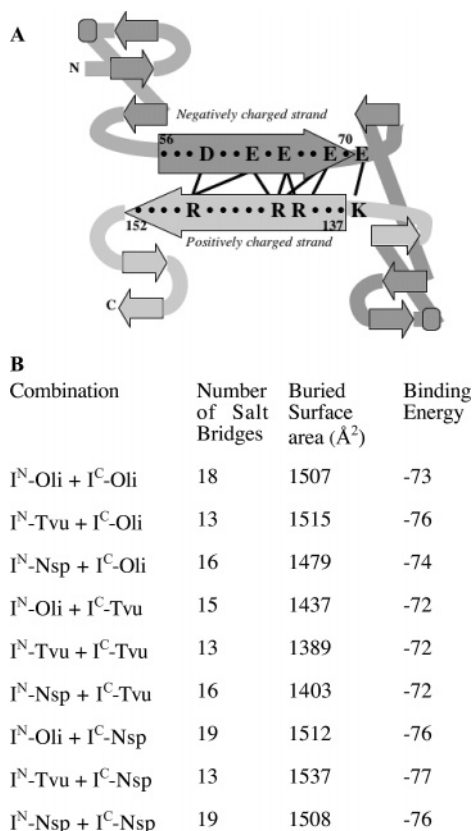 A
N
Negatively charged strand
56 70
• • • D • • E • E • • E • E
• • • • R • • • • R R • • • K
152 137
Positively charged strand
C
B
Combination Number of Salt Bridges Buried Surface area (Å²) Binding Energy
I^N-Oli + I^C-Oli 18 1507 -73
I^N-Tvu + I^C-Oli 13 1515 -76
I^N-Nsp + I^C-Oli 16 1479 -74
I^N-Oli + I^C-Tvu 15 1437 -72
I^N-Tvu + I^C-Tvu 13 1389 -72
I^N-Nsp + I^C-Tvu 16 1403 -72
I^N-Oli + I^C-Nsp 19 1512 -76
I^N-Tvu + I^C-Nsp 13 1537 -77
I^N-Nsp + I^C-Nsp 19 1508 -76